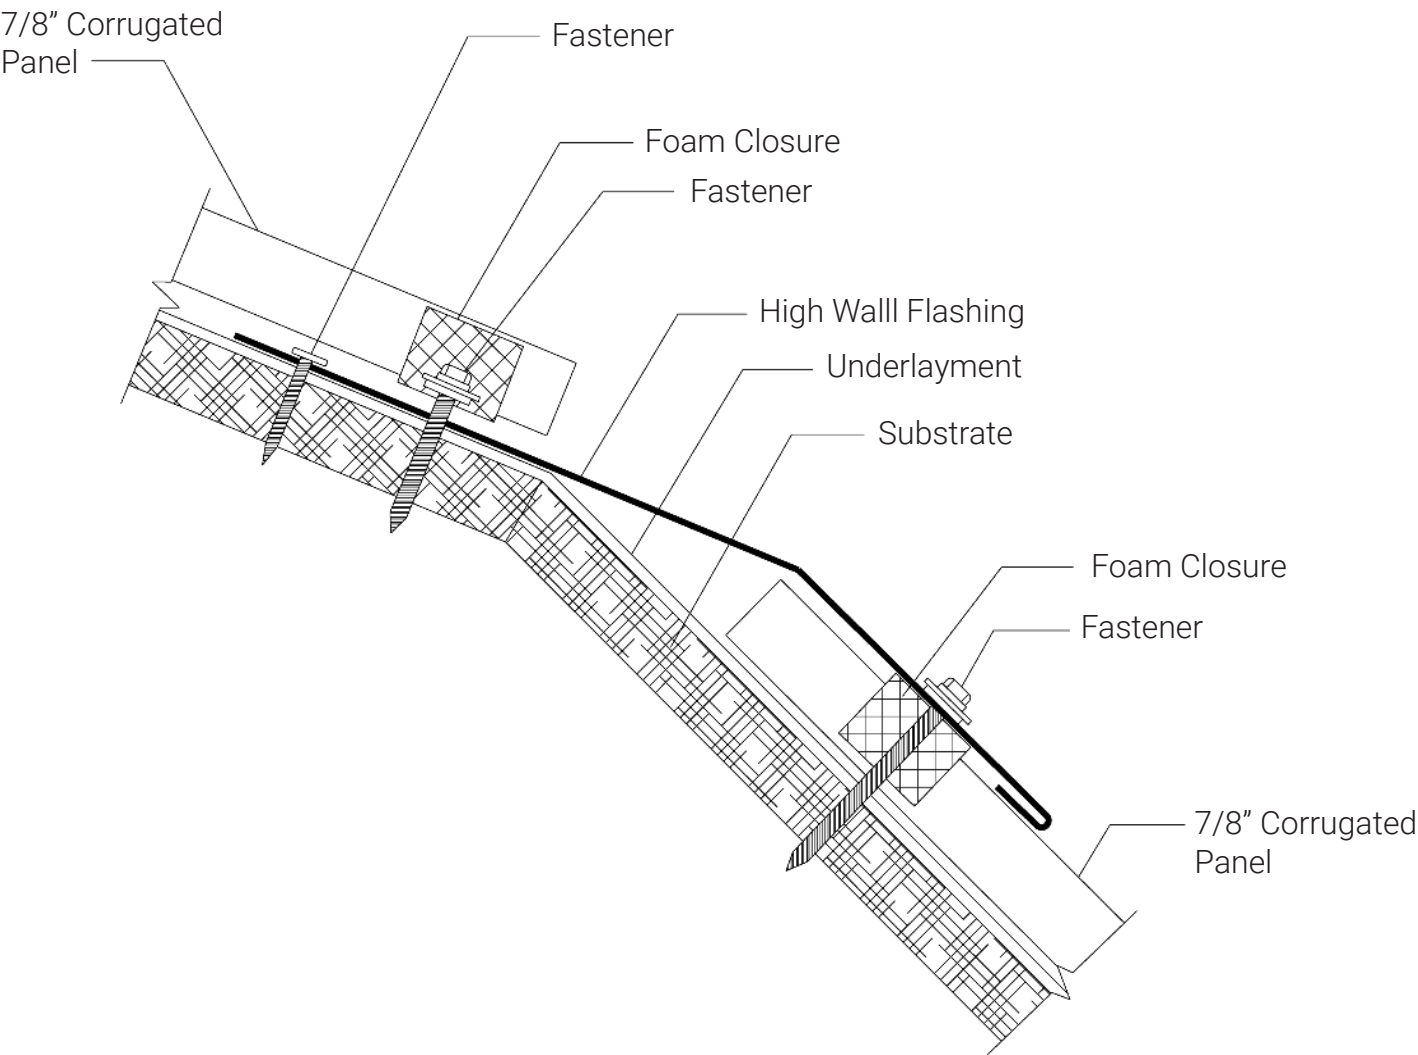 7/8” Corrugated
Panel
Fastener
Foam Closure
Fastener
High Walll Flashing
Underlayment
Substrate
Foam Closure
Fastener
7/8” Corrugated
Panel